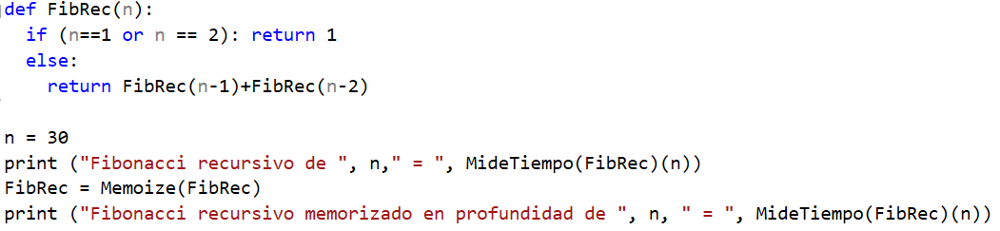 def FibRec(n):
  if (n==1 or n == 2): return 1
  else:
    return FibRec(n-1)+FibRec(n-2)

n = 30
print ("Fibonacci recursivo de ", n," = ", MideTiempo(FibRec)(n))
FibRec = Memoize(FibRec)
print ("Fibonacci recursivo memorizado en profundidad de ", n, " = ", MideTiempo(FibRec)(n))